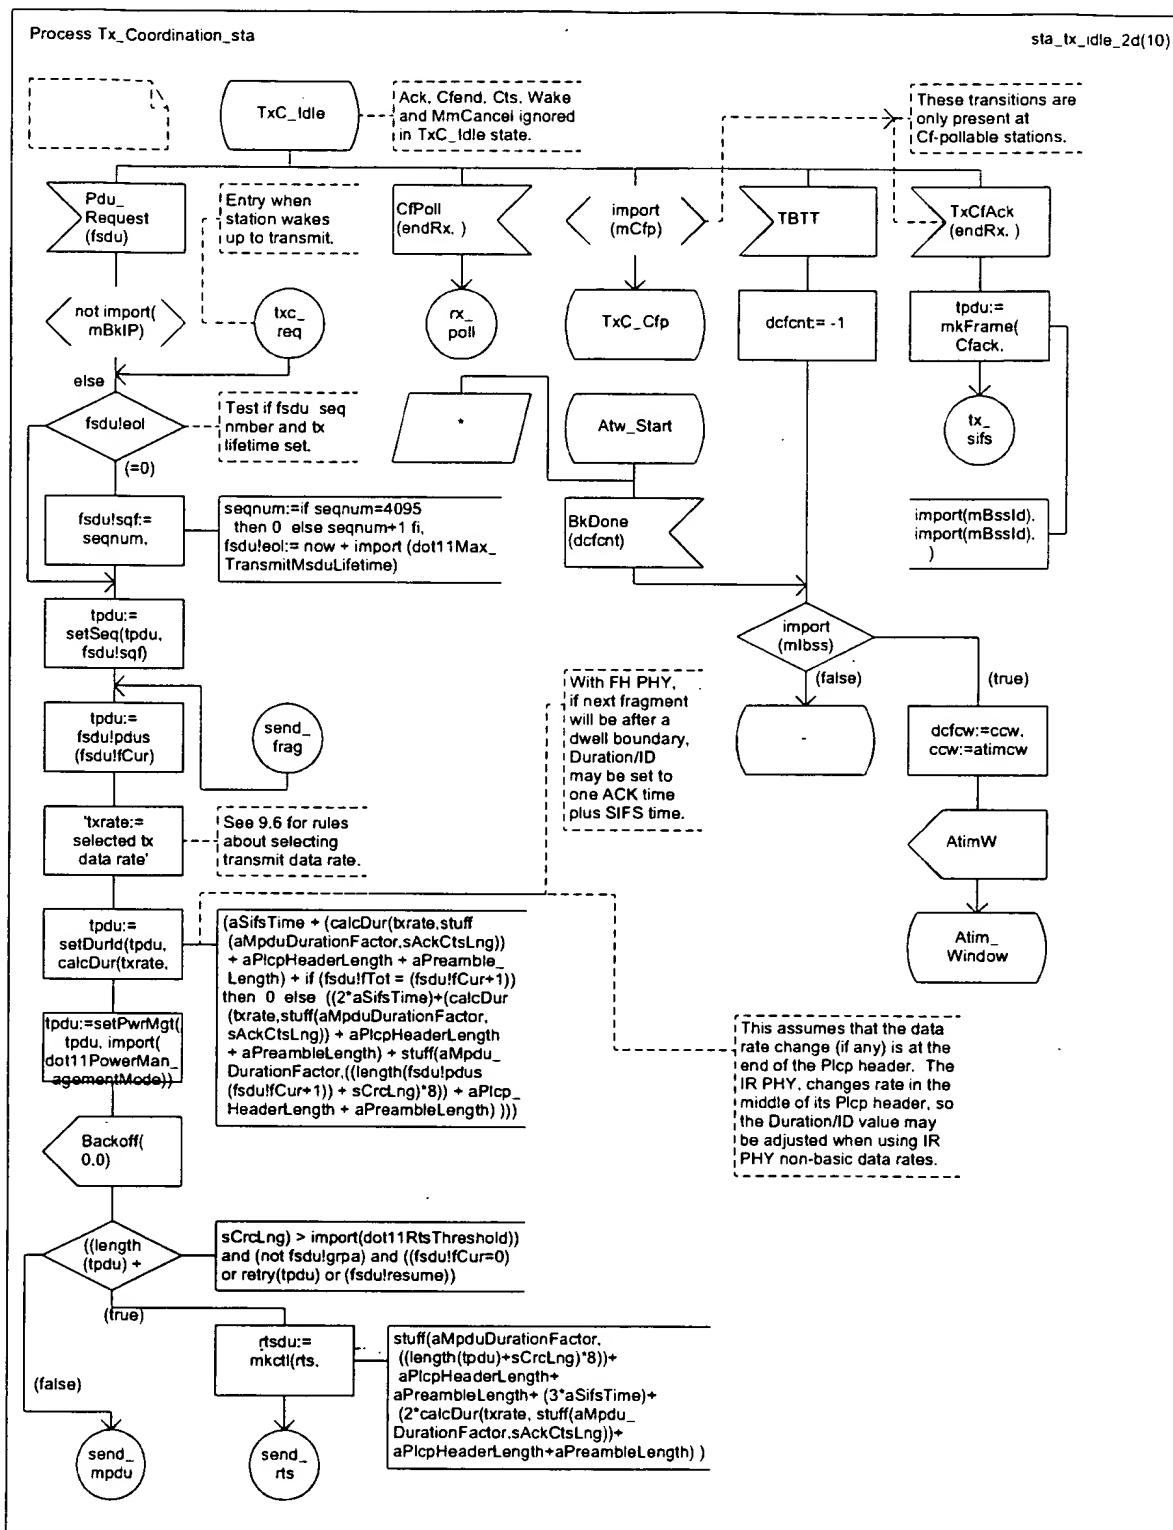 Process Tx_Coordination_sta
sta_tx_idle_2d(10)
TxC_Idle
Ack, Cfend, Cts, Wake
and MmCancel ignored
in TxC_Idle state.
These transitions are
only present at
Cf-pollable stations.
Pdu_
Request
(fsdu)
Entry when
station wakes
up to transmit.
CfPoll
(endRx, )
import
(mCfp)
TBTT
TxCfAck
(endRx, )
not import(
mBkIP)
txc_
req
rx_
poll
TxC_Cfp
dcfcnt:= -1
tpdu:=
mkFrame(
Cfack,
else
fsdu!eol
Test if fsdu seq
nmber and tx
lifetime set.
*
Atw_Start
tx_
sifs
(=0)
fsdu!sqf:=
seqnum,
seqnum:=if seqnum=4095
then 0 else seqnum+1 fi,
fsdu!eol:= now + import (dot11Max_
TransmitMsduLifetime)
BkDone
(dcfcnt)
import(mBssId),
import(mBssId),
)
tpdu:=
setSeq(tpdu,
fsdu!sqf)
import
(mIbss)
(false)
(true)
With FH PHY,
if next fragment
will be after a
dwell boundary,
Duration/ID
may be set to
one ACK time
plus SIFS time.
tpdu:=
fsdu!pdus
(fsdu!fCur)
send_
frag
-
dcfcw:=ccw,
ccw:=atimcw
'txrate:=
selected tx
data rate'
See 9.6 for rules
about selecting
transmit data rate.
AtimW
tpdu:=
setDurId(tpdu,
calcDur(txrate,
(aSifsTime + (calcDur(txrate,stuff
(aMpduDurationFactor,sAckCtsLng))
+ aPlcpHeaderLength + aPreamble_
Length) + if (fsdu!fTot = (fsdu!fCur+1))
then 0 else ((2*aSifsTime)+(calcDur
(txrate,stuff(aMpduDurationFactor,
sAckCtsLng)) + aPlcpHeaderLength
+ aPreambleLength) + stuff(aMpdu_
DurationFactor,((length(fsdu!pdus
(fsdu!fCur+1)) + sCrcLng)*8)) + aPlcp_
HeaderLength + aPreambleLength) )))
Atim_
Window
tpdu:=setPwrMgt(
tpdu, import(
dot11PowerMan_
agementMode))
This assumes that the data
rate change (if any) is at the
end of the Plcp header. The
IR PHY, changes rate in the
middle of its Plcp header, so
the Duration/ID value may
be adjusted when using IR
PHY non-basic data rates.
Backoff(
0,0)
((length
(tpdu) +
sCrcLng) > import(dot11RtsThreshold))
and (not fsdu!grpa) and ((fsdu!fCur=0)
or retry(tpdu) or (fsdu!resume))
(true)
rtsdu:=
mkctl(rts,
stuff(aMpduDurationFactor,
((length(tpdu)+sCrcLng)*8))+
aPlcpHeaderLength+
aPreambleLength+ (3*aSifsTime)+
(2*calcDur(txrate, stuff(aMpdu_
DurationFactor,sAckCtsLng))+
aPlcpHeaderLength+aPreambleLength) )
(false)
send_
mpdu
send_
rts